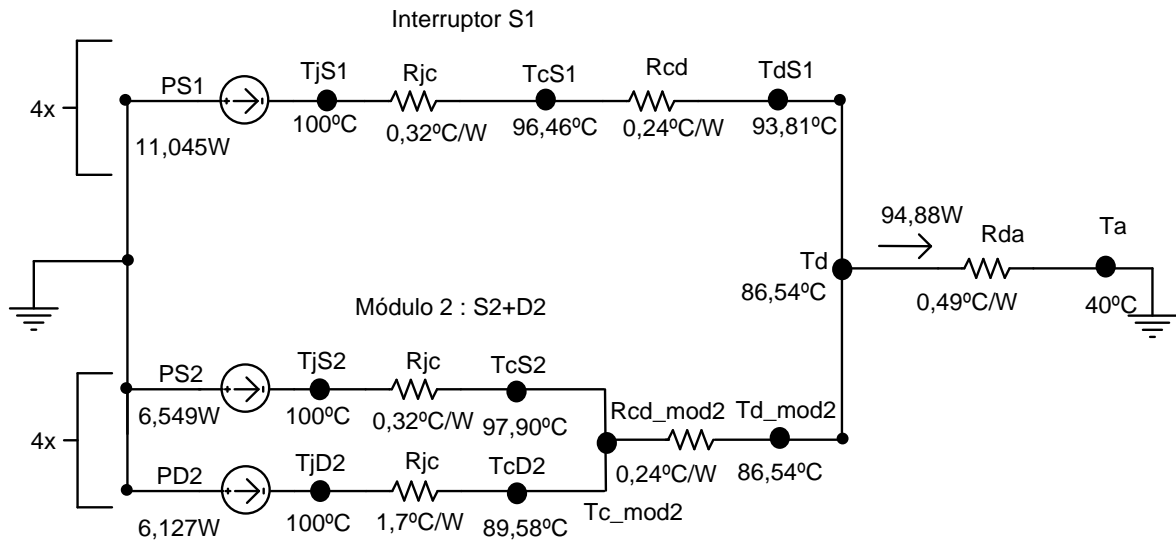 Interruptor S1
4x
PS1
11,045W
TjS1
100ºC
Rjc
0,32ºC/W
TcS1
96,46ºC
Rcd
0,24ºC/W
TdS1
93,81ºC
94,88W
Td
86,54ºC
Rda
0,49ºC/W
Ta
40ºC
Módulo 2 : S2+D2
4x
PS2
6,549W
TjS2
100ºC
Rjc
0,32ºC/W
TcS2
97,90ºC
Rcd_mod2
0,24ºC/W
Td_mod2
86,54ºC
PD2
6,127W
TjD2
100ºC
Rjc
1,7ºC/W
TcD2
89,58ºC
Tc_mod2